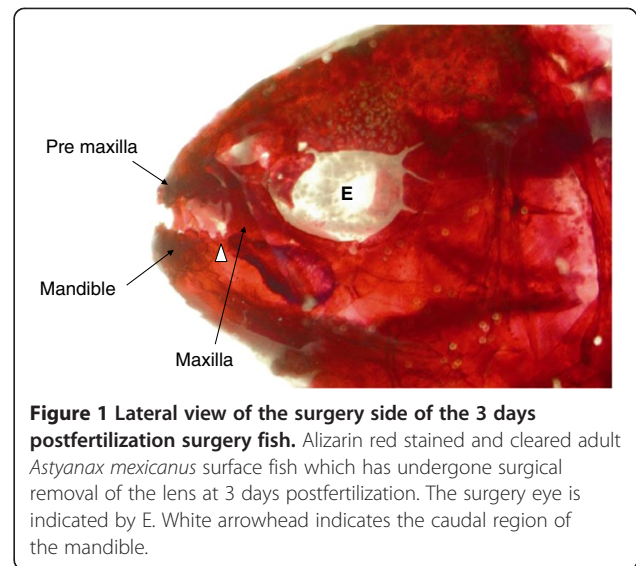 Pre maxilla
E
Mandible
Maxilla
Figure 1 Lateral view of the surgery side of the 3 days
postfertilization surgery fish. Alizarin red stained and cleared adult
Astyanax mexicanus surface fish which has undergone surgical
removal of the lens at 3 days postfertilization. The surgery eye is
indicated by E. White arrowhead indicates the caudal region of
the mandible.